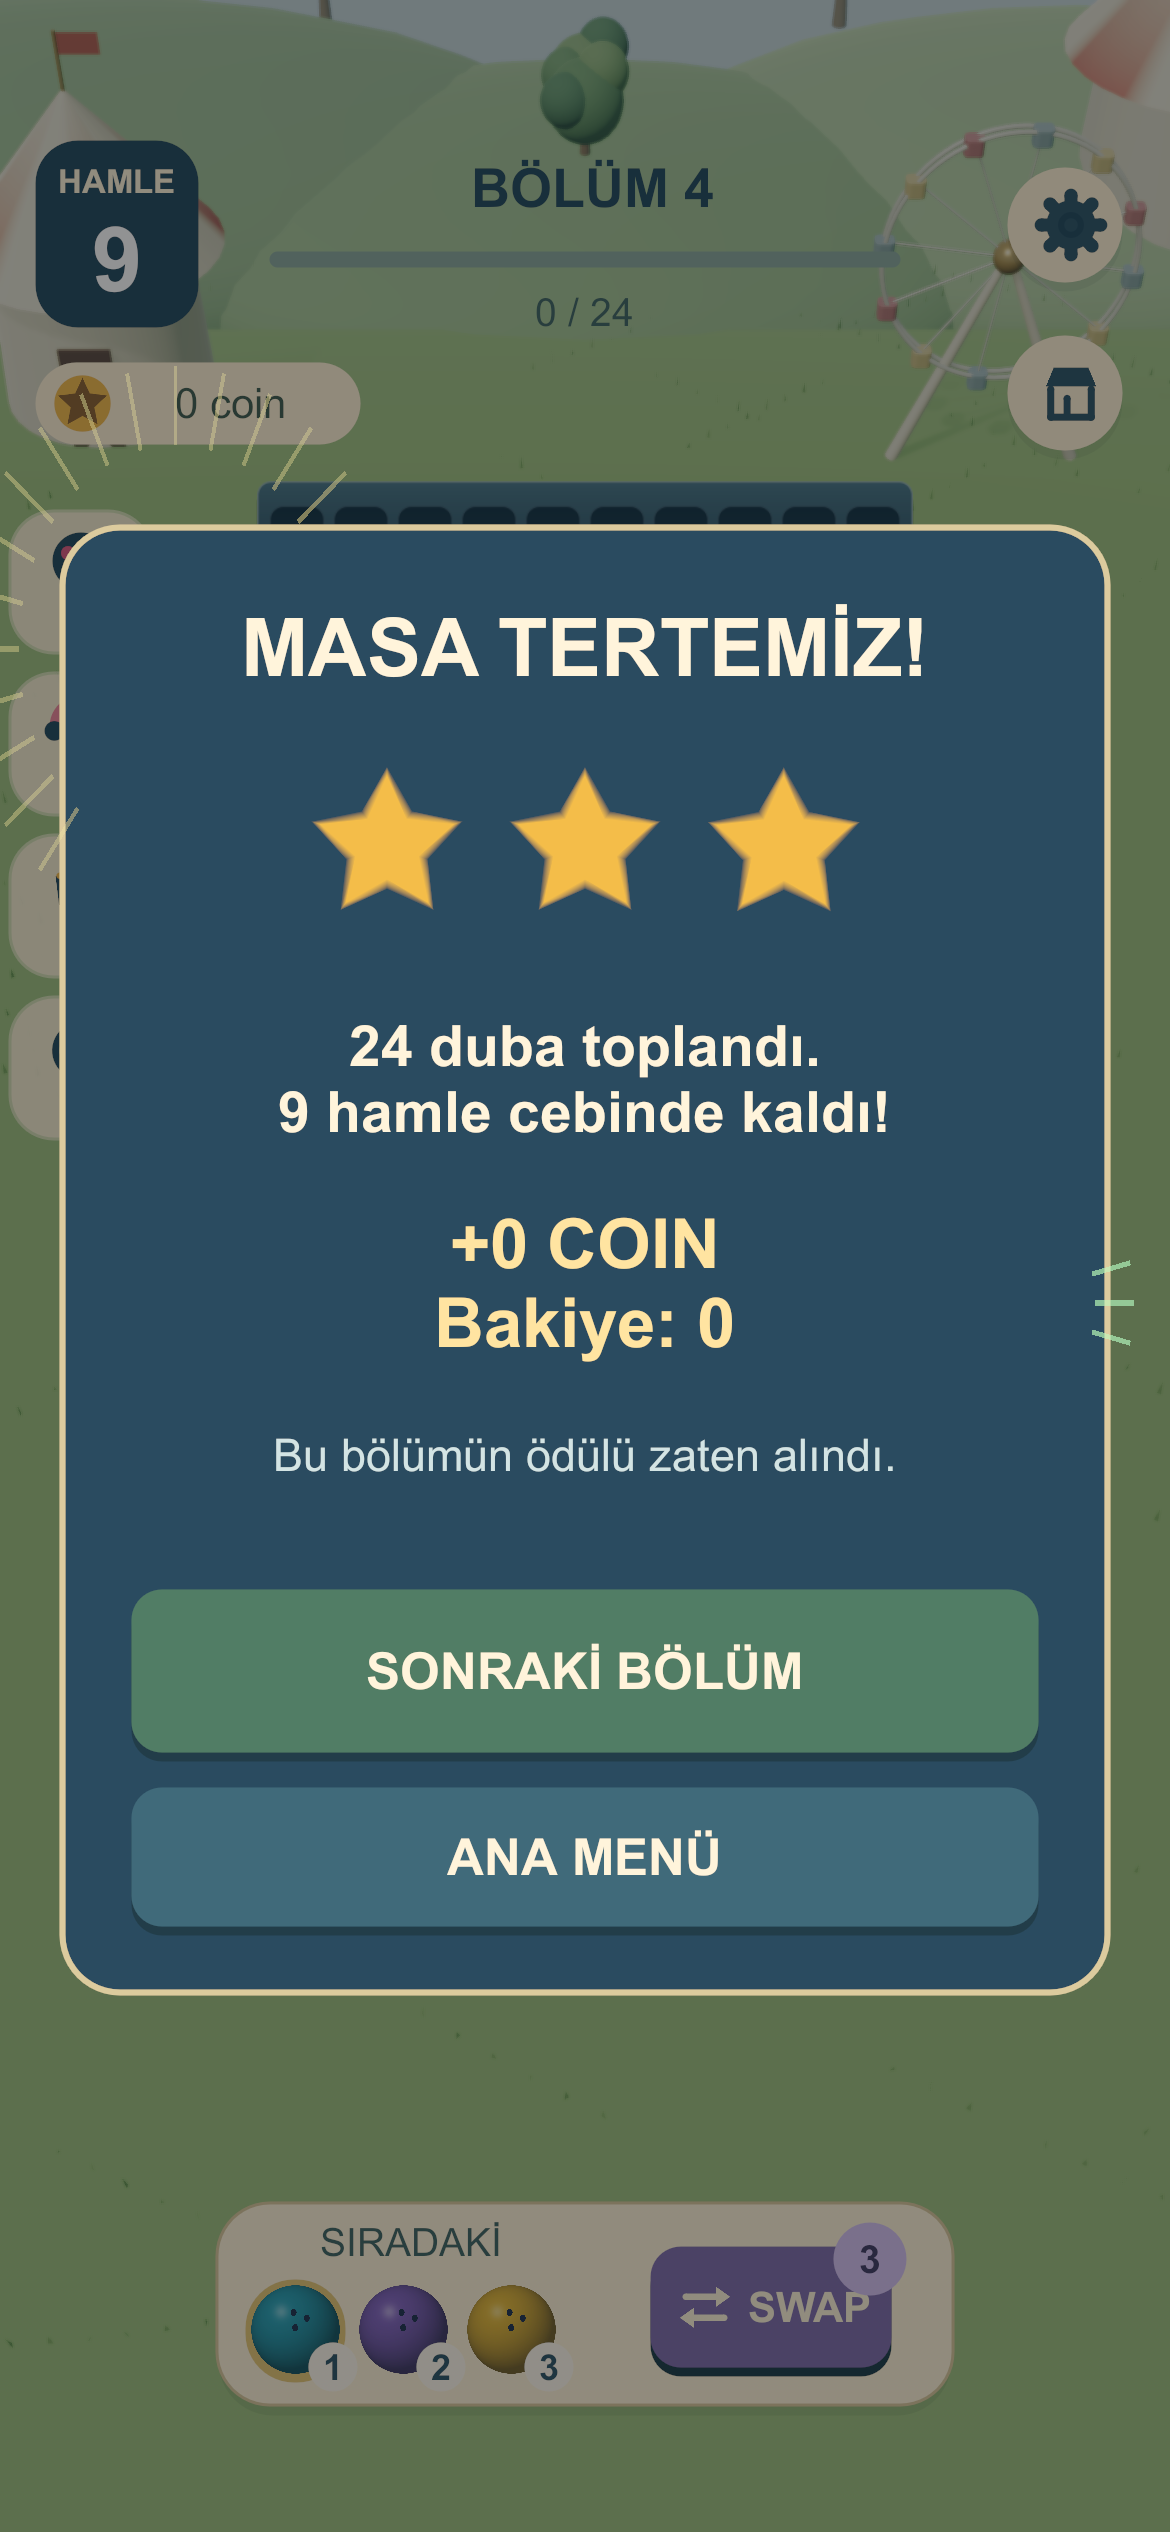 HAMLE
9
BÖLÜM 4
0 / 24
0 coin
MASA TERTEMİZ!
24 duba toplandı.
9 hamle cebinde kaldı!
+0 COIN
Bakiye: 0
Bu bölümün ödülü zaten alındı.
SONRAKİ BÖLÜM
ANA MENÜ
SIRADAKİ
1
2
3
3
SWAP